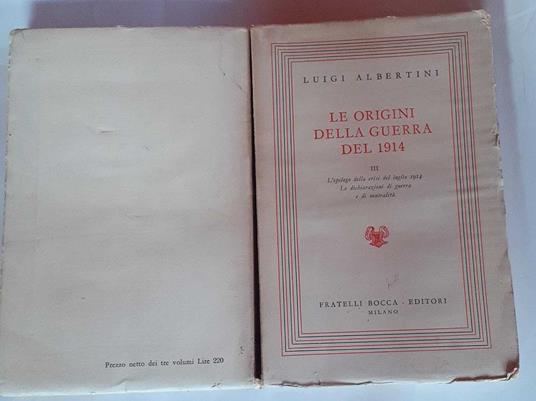 Prezzo netto dei tre volumi Lire 220
LUIGI ALBERTINI
LE ORIGINI
DELLA GUERRA
DEL 1914
III
L'epilogo della crisi del luglio 1914
Le dichiarazioni di guerra
e di neutralità
FRATELLI BOCCA - EDITORI
MILANO